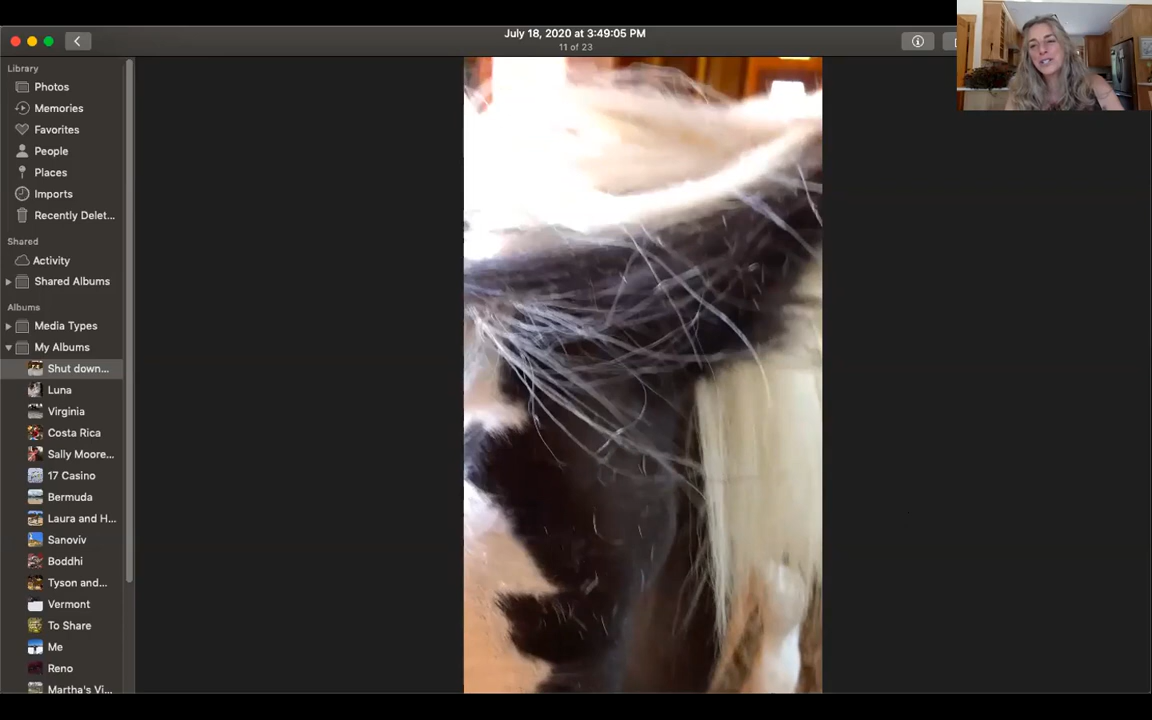 July 18, 2020 at 3:49:05 PM
11 of 23
Library
Photos
Memories
Favorites
People
Places
Imports
Recently Delet...
Shared
Activity
Shared Albums
Albums
Media Types
My Albums
Shut down...
Luna
Virginia
Costa Rica
Sally Moore...
17 Casino
Bermuda
Laura and H...
Sanoviv
Boddhi
Tyson and...
Vermont
To Share
Me
Reno
Martha's Vi...